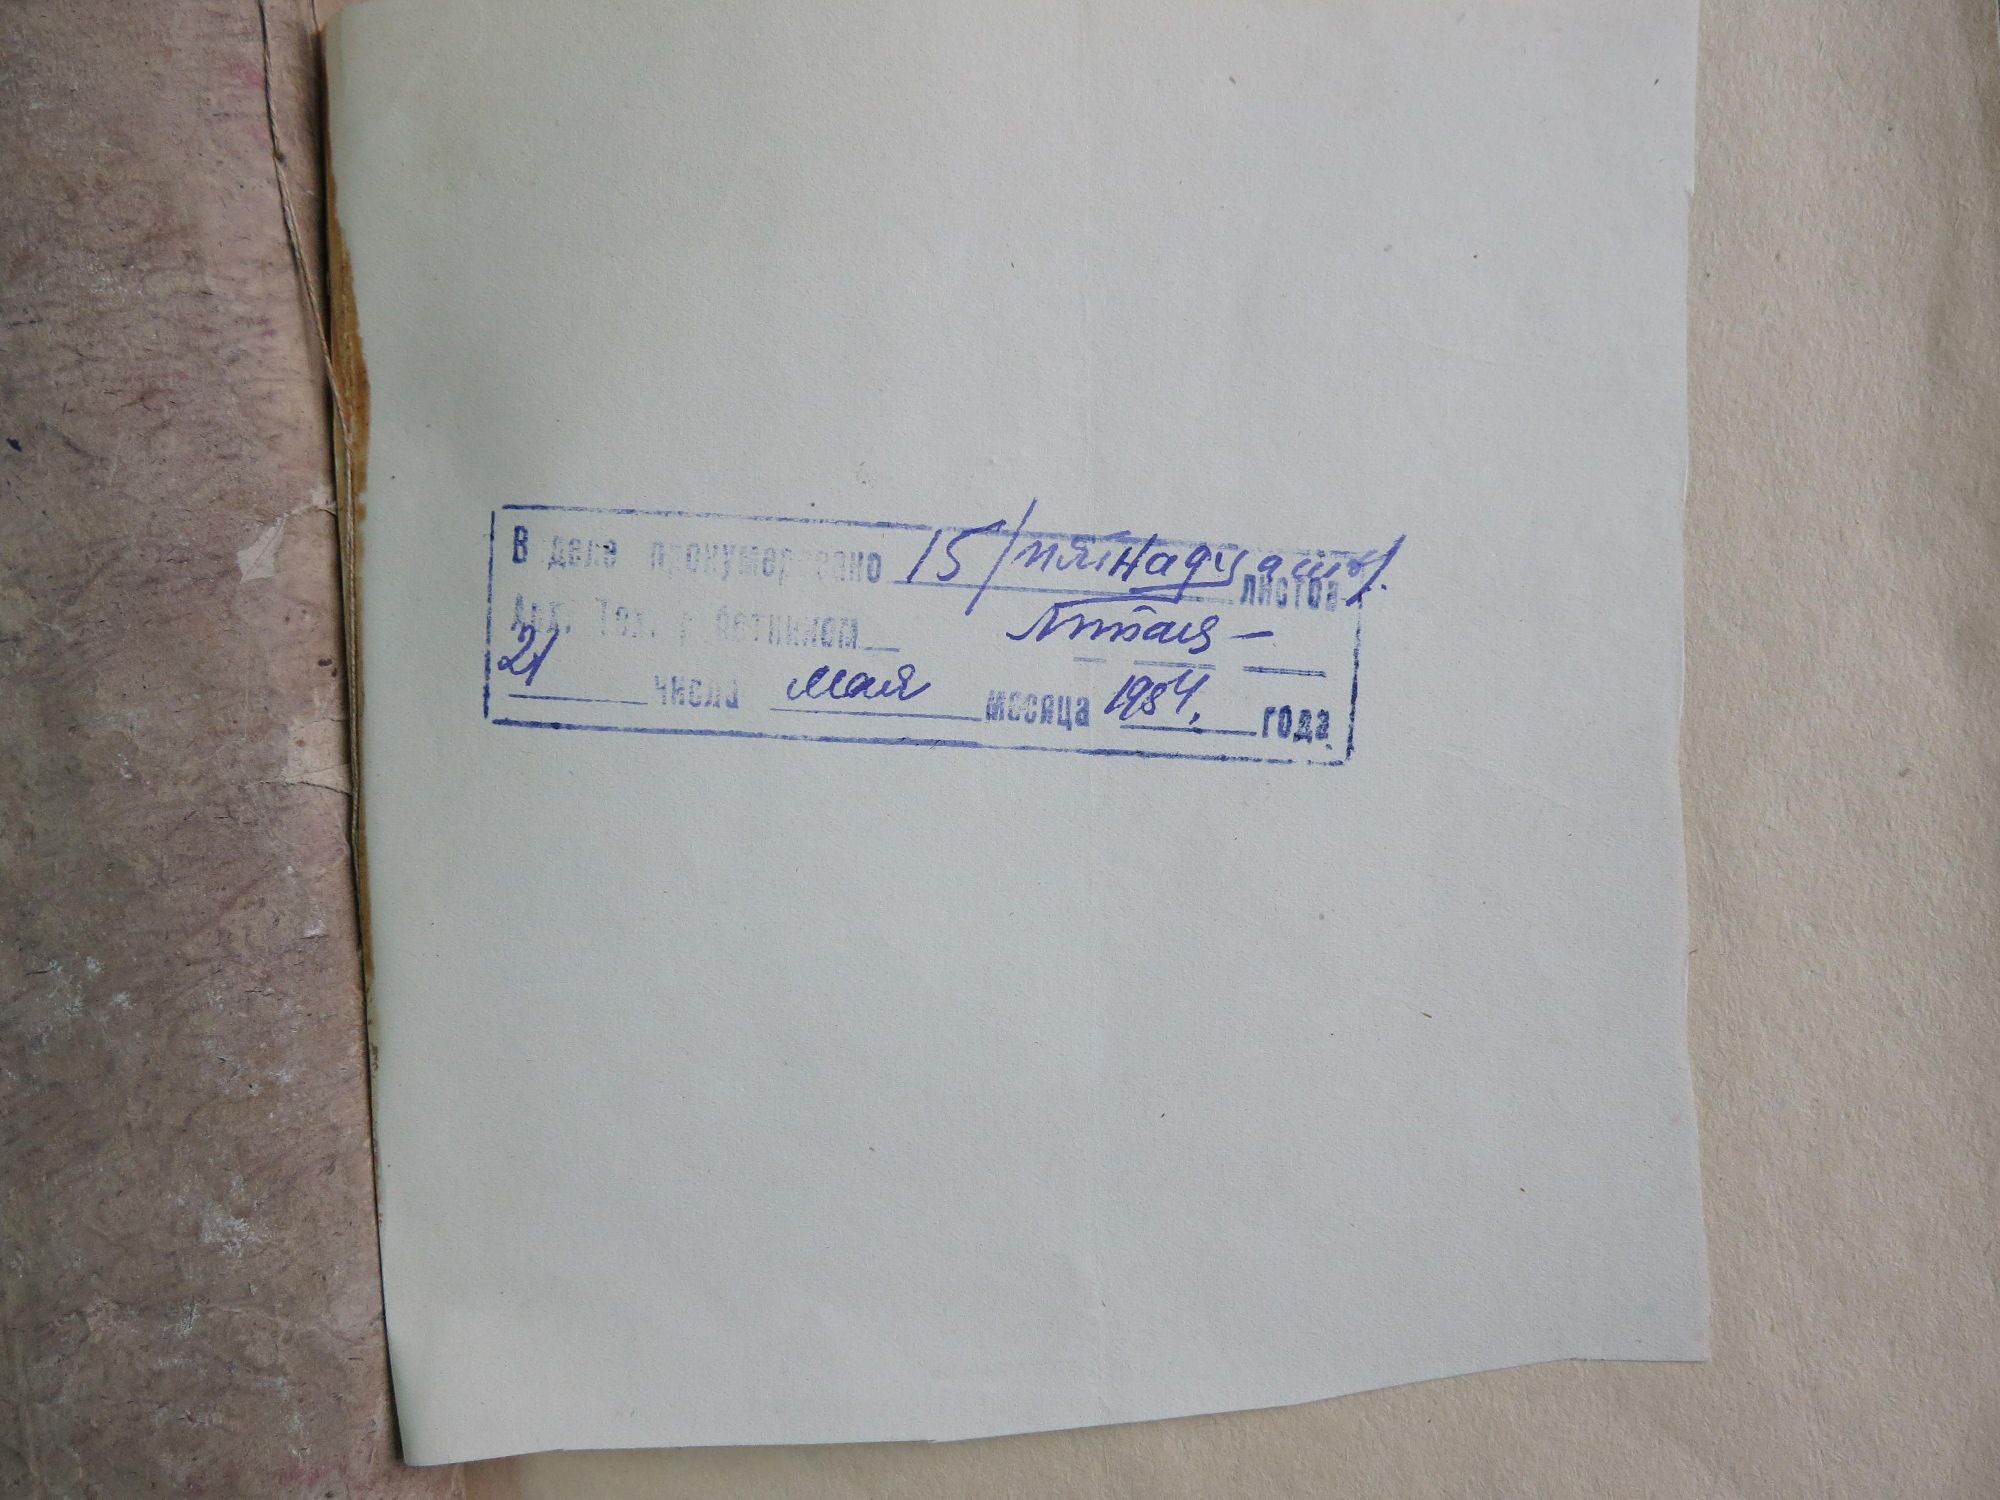 В деле пронумеровано 15 /пятнадцать/. листов
Арх. Тех. работником
21 числа мая месяца 1984. года